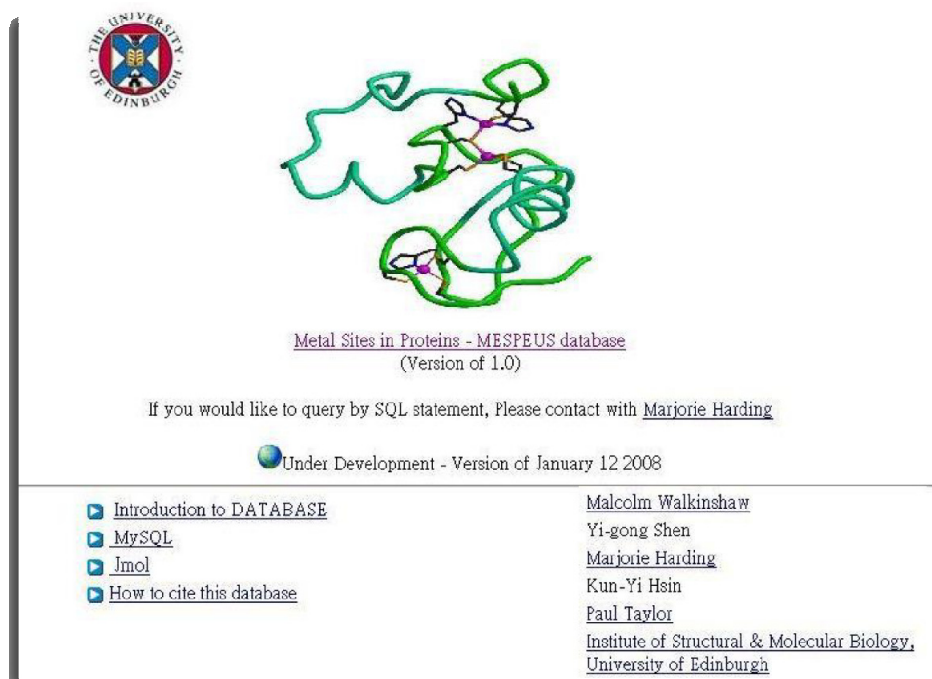 THE UNIVERSITY
OF EDINBURGH
Metal Sites in Proteins - MESPEUS database
(Version of 1.0)
If you would like to query by SQL statement, Please contact with Marjorie Harding
Under Development - Version of January 12 2008
Introduction to DATABASE
MySQL
Jmol
How to cite this database
Malcolm Walkinshaw
Yi-gong Shen
Marjorie Harding
Kun-Yi Hsin
Paul Taylor
Institute of Structural & Molecular Biology,
University of Edinburgh